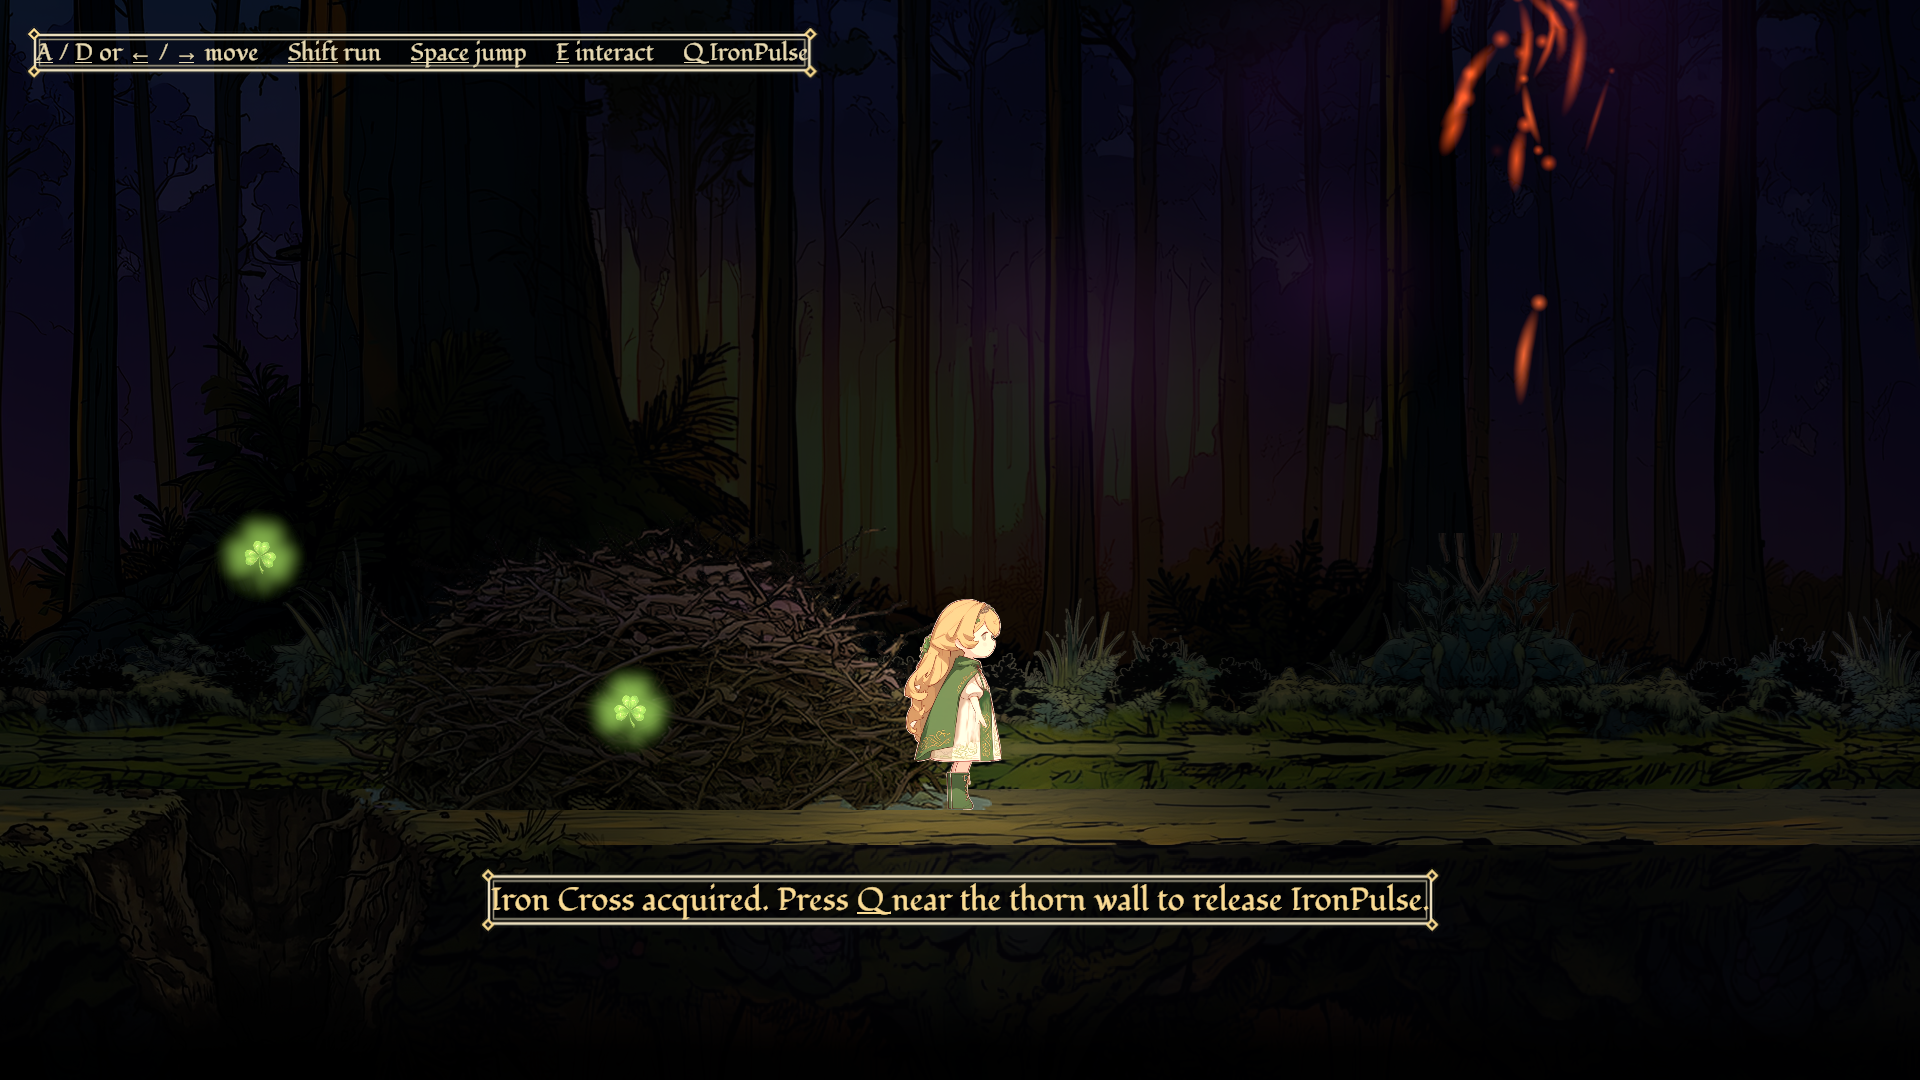 A / D or ← / → move Shift run Space jump E interact Q IronPulse
Iron Cross acquired. Press Q near the thorn wall to release IronPulse.